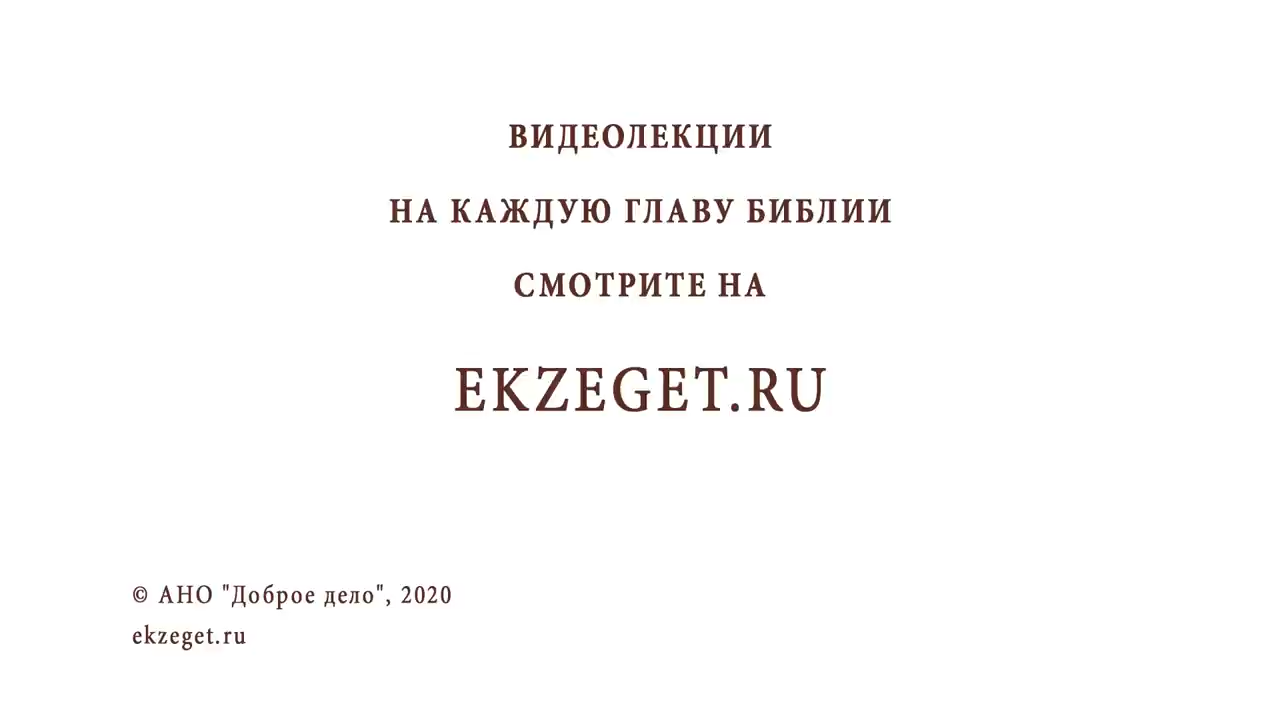 ВИДЕОЛЕКЦИИ
НА КАЖДУЮ ГЛАВУ БИБЛИИ
СМОТРИТЕ НА
EKZEGET.RU
© АНО "Доброе дело", 2020
ekzeget.ru